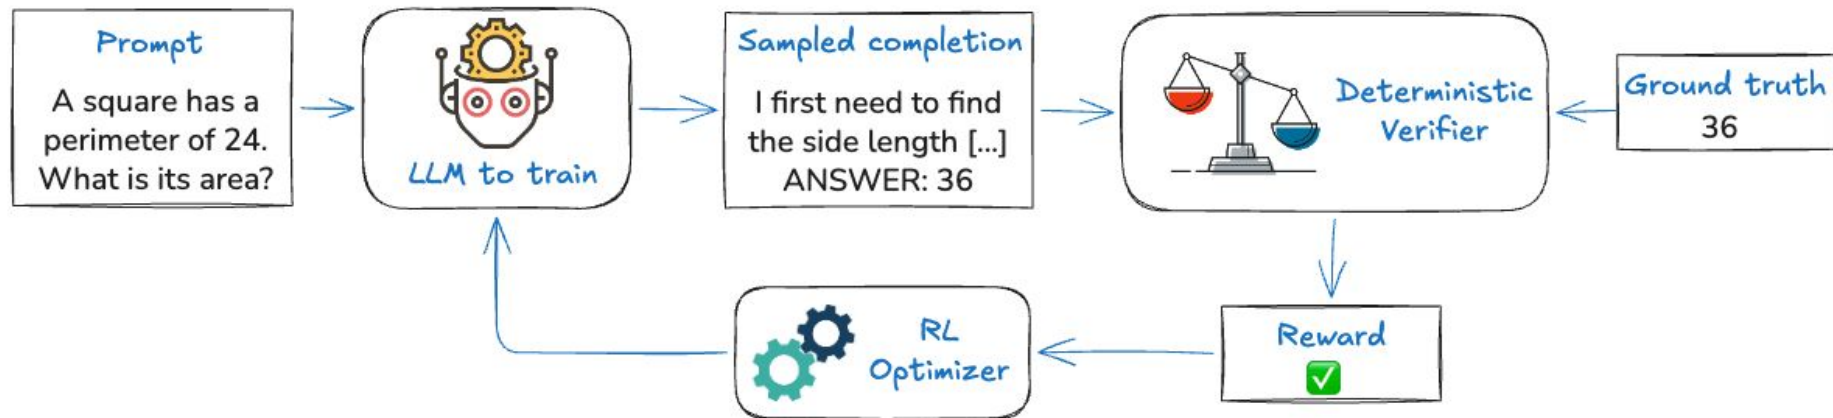 Prompt
A square has a
perimeter of 24.
What is its area?
LLM to train
Sampled completion
I first need to find
the side length [...]
ANSWER: 36
Deterministic
Verifier
Ground truth
36
Reward
RL
Optimizer